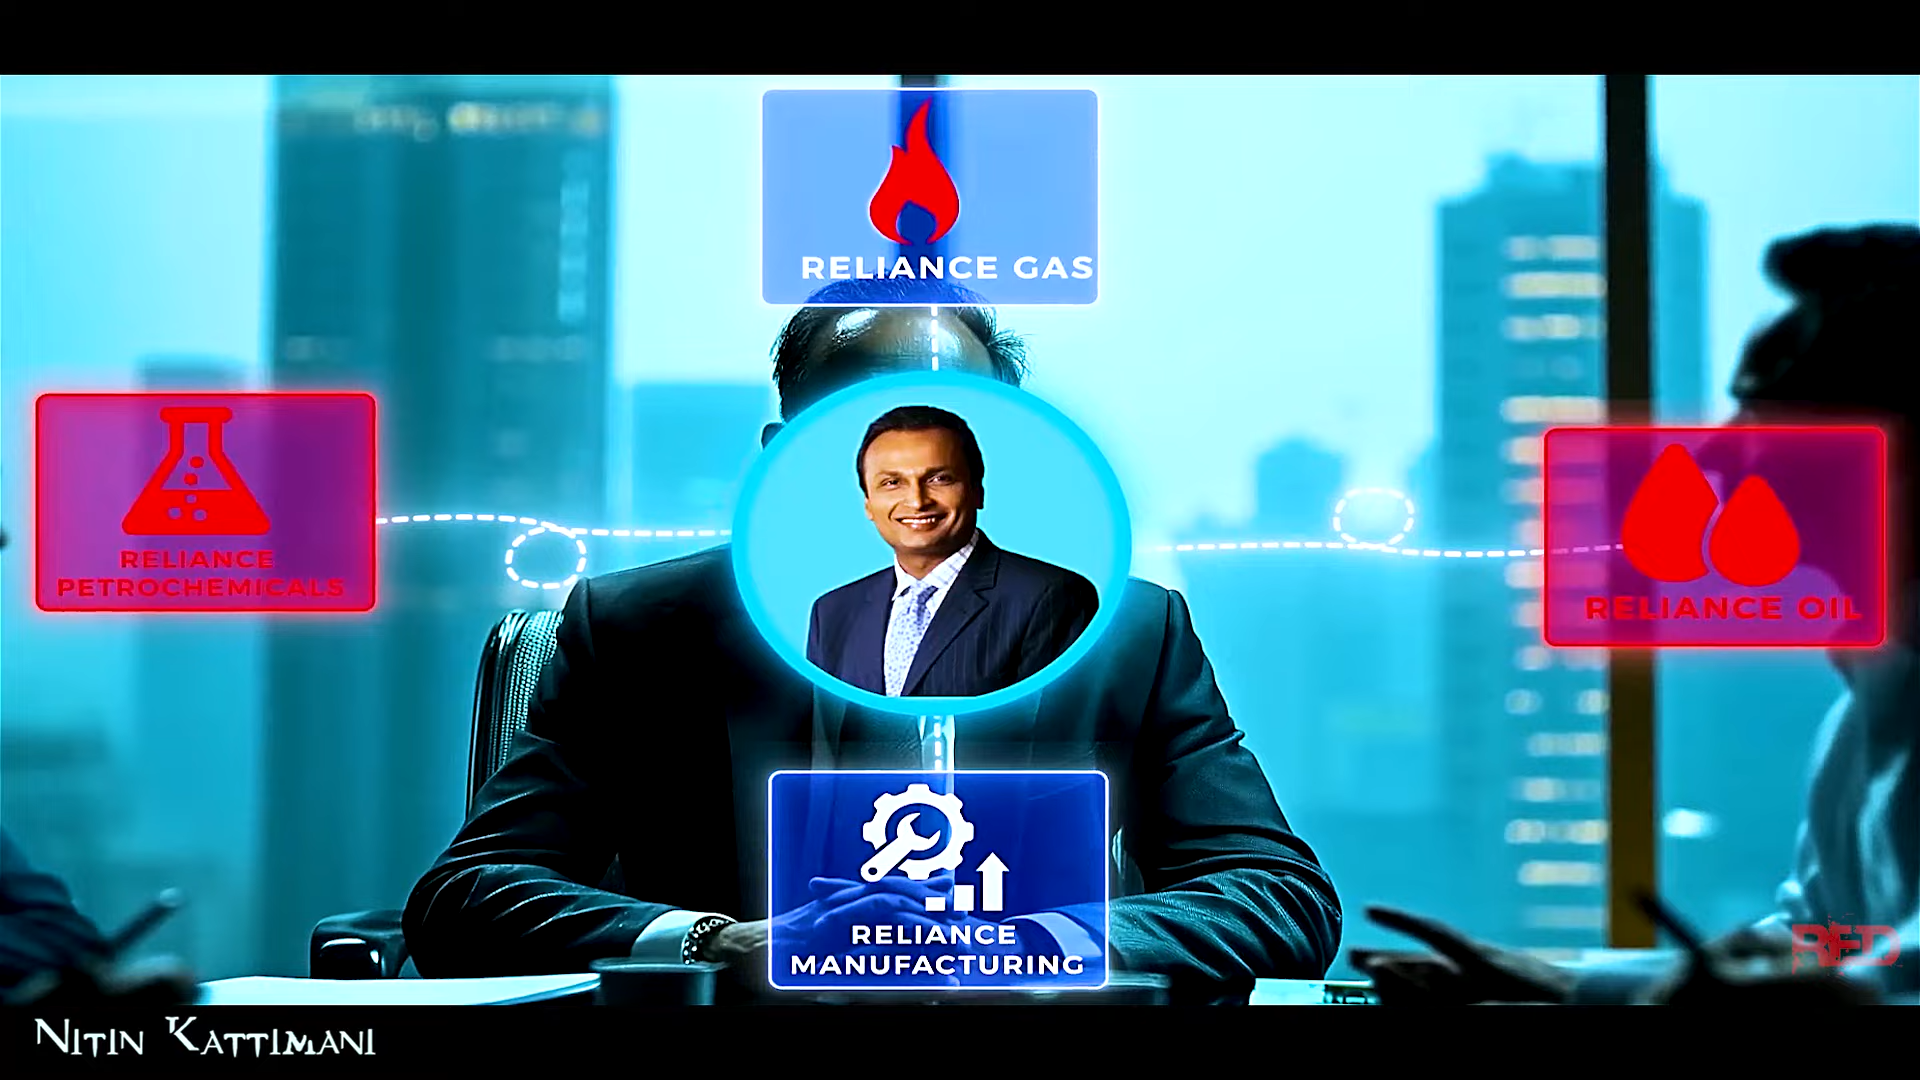 RELIANCE GAS
RELIANCE
PETROCHEMICALS
RELIANCE OIL
RELIANCE
MANUFACTURING
RED
NITIN KATTIMANI